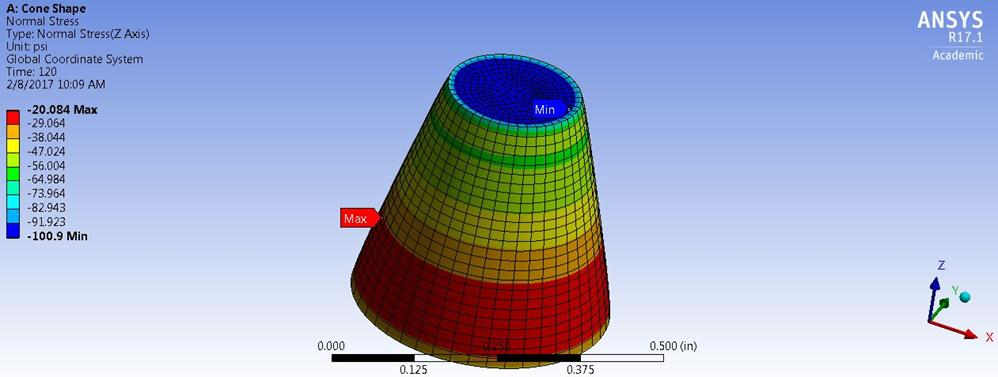 A: Cone Shape
Normal Stress
Type: Normal Stress(Z Axis)
Unit: psi
Global Coordinate System
Time: 120
2/8/2017 10:09 AM
-20.084 Max
-29.064
-38.044
-47.024
-56.004
-64.984
-73.964
-82.943
-91.923
-100.9 Min
ANSYS
R17.1
Academic
Min
Max
Z
Y
X
0.000
0.250
0.500 (in)
0.125
0.375